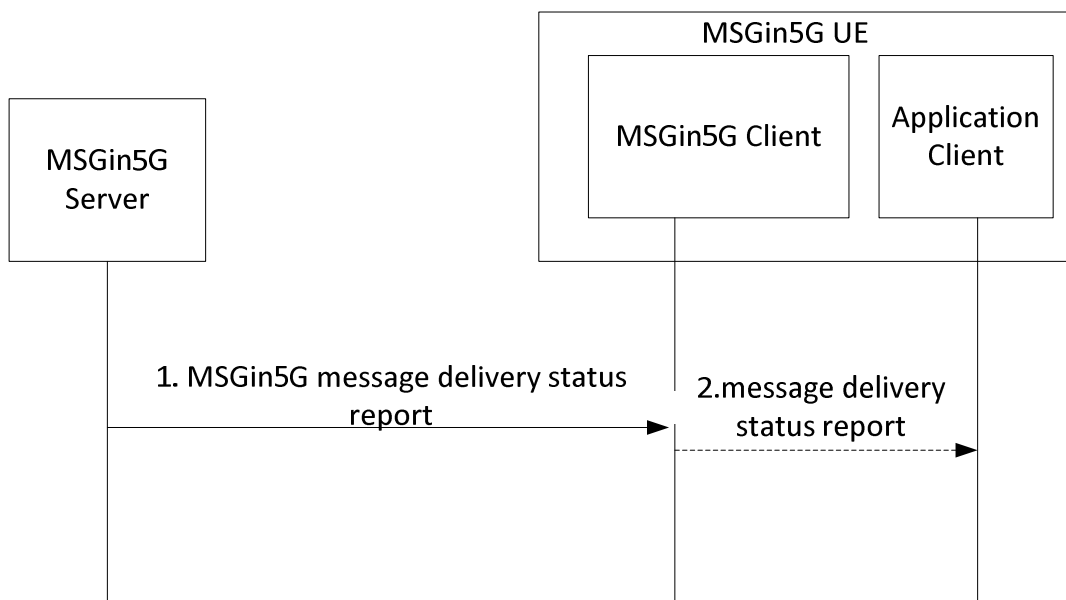 MSGin5G UE
MSGin5G
Server
MSGin5G Client
Application
Client
1. MSGin5G message delivery status
report
2.message delivery
status report